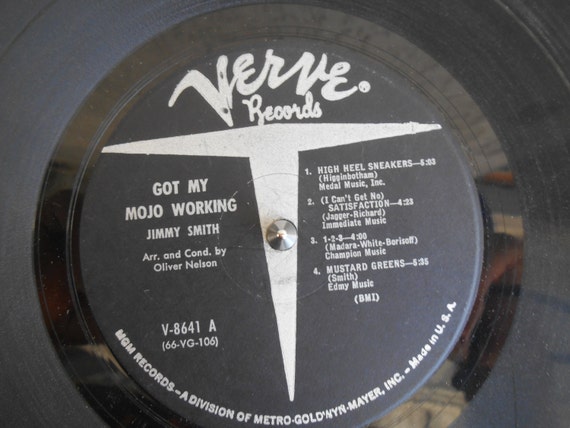 Verve®
Records
GOT MY
MOJO WORKING
JIMMY SMITH
Arr. and Cond. by
Oliver Nelson
V-8641 A
(66-VG-106)
1. HIGH HEEL SNEAKERS—5:03
(Higginbotham)
Medal Music, Inc.
2. (I Can't Get No)
SATISFACTION—4:23
(Jagger-Richard)
Immediate Music
3. 1-2-3—4:00
(Madara-White-Borisoff)
Champion Music
4. MUSTARD GREENS—5:35
(Smith)
Edmy Music
(BMI)
MGM RECORDS—A DIVISION OF METRO-GOLDWYN-MAYER, INC.—Made in U. S. A.